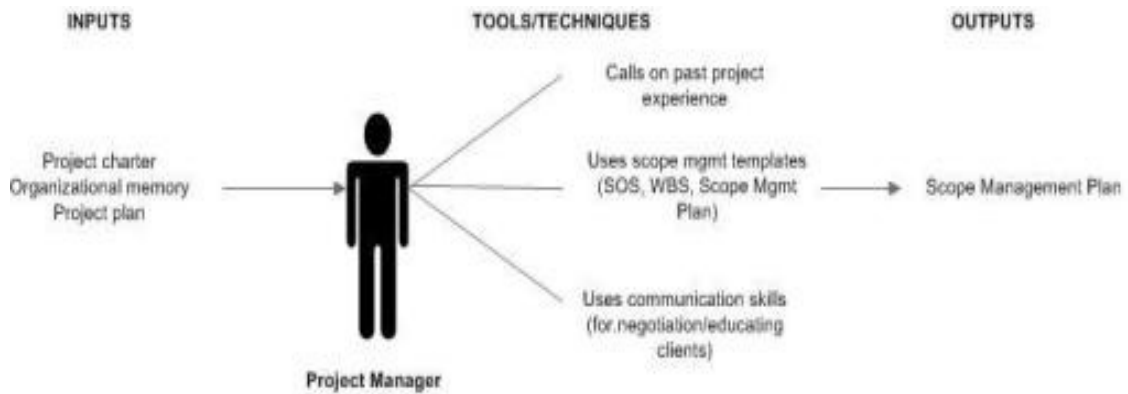 INPUTS
TOOLS/TECHNIQUES
OUTPUTS
Calls on past project
experience
Project charter
Organizational memory
Project plan
Uses scope mgmt templates
(SOS, WBS, Scope Mgmt
Plan)
Scope Management Plan
Uses communication skills
(for negotiation/educating
clients)
Project Manager